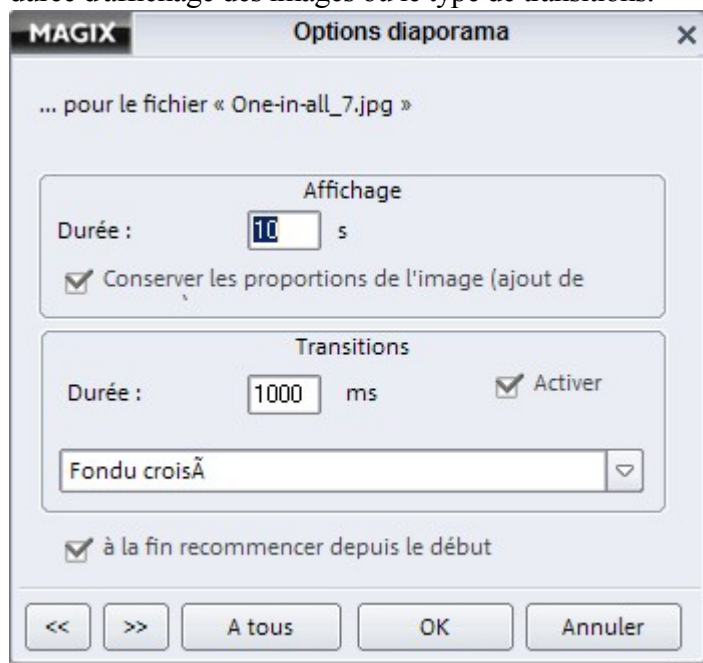 durée d'affichage des images ou le type de transitions.
MAGIX Options diaporama
... pour le fichier « One-in-all_7.jpg »
Affichage
Durée : 10 s
Conserver les proportions de l'image (ajout de
Transitions
Durée : 1000 ms Activer
Fondu croisÃ
à la fin recommencer depuis le début
<< >> A tous OK Annuler